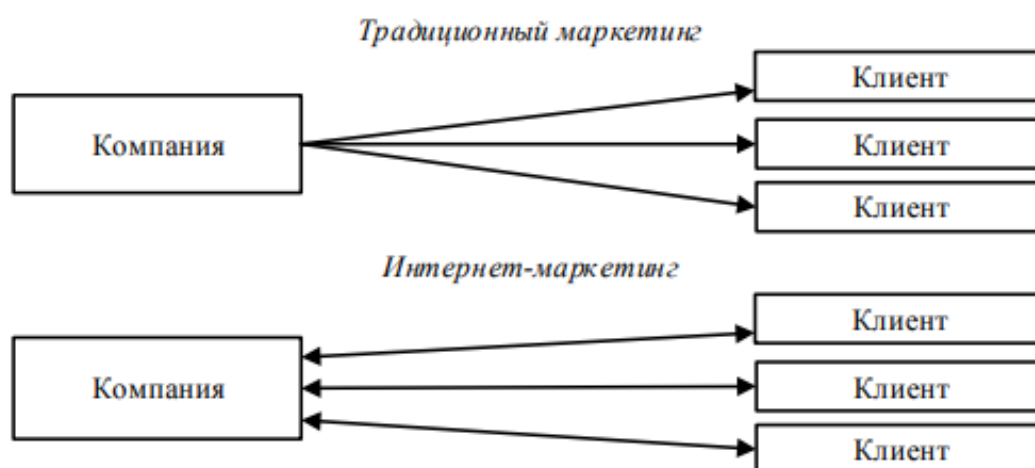 Традиционный маркетинг
Клиент
Компания
Клиент
Клиент
Интернет-маркетинг
Клиент
Компания
Клиент
Клиент